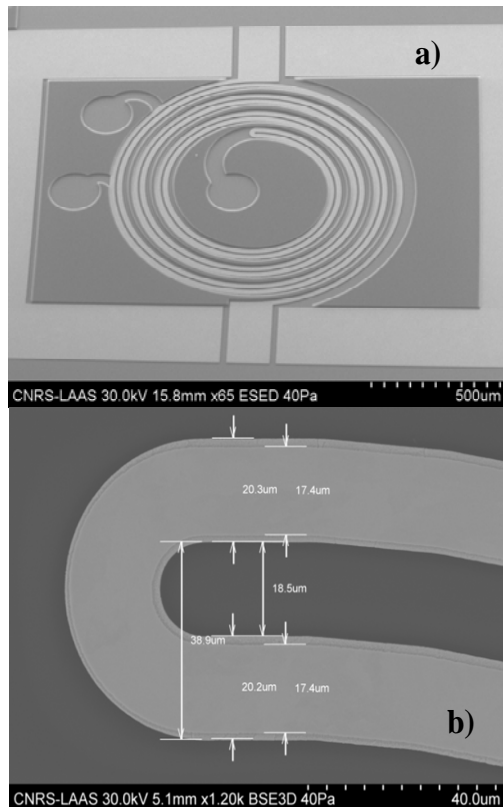 a)
CNRS-LAAS 30.0kV 15.8mm x65 ESED 40Pa 500um
20.3um 17.4um
18.5um
38.9um
20.2um 17.4um
b)
CNRS-LAAS 30.0kV 5.1mm x1.20k BSE3D 40Pa 40.0um